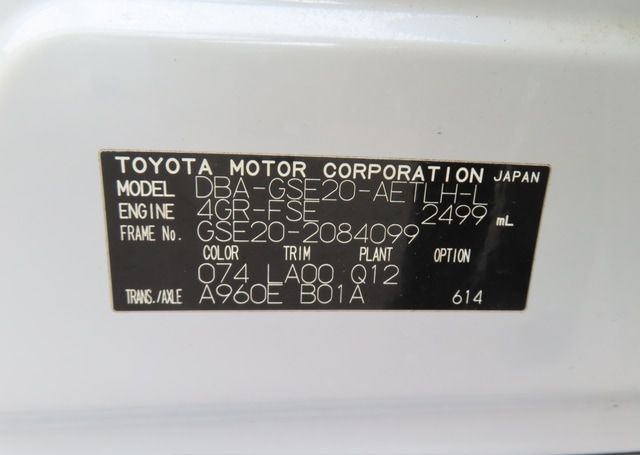 TOYOTA MOTOR CORPORATION JAPAN
MODEL DBA-GSE20-AETLH-L
ENGINE 4GR-FSE 2499 mL
FRAME No. GSE20-2084099
COLOR TRIM PLANT OPTION
074 LA00 Q12
TRANS./AXLE A960E B01A 614